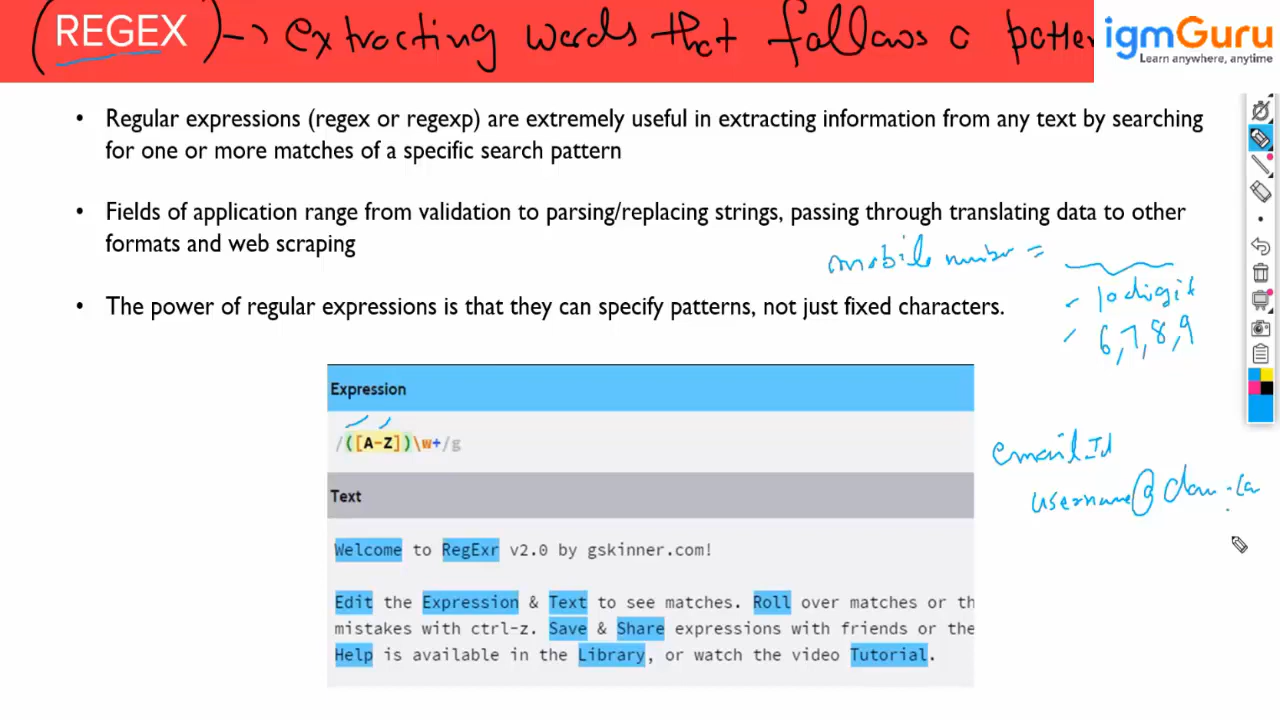 (REGEX) -> extracting words that follows a patter
igmGuru
Learn anywhere, anytime
• Regular expressions (regex or regexp) are extremely useful in extracting information from any text by searching
for one or more matches of a specific search pattern
• Fields of application range from validation to parsing/replacing strings, passing through translating data to other
formats and web scraping
mobile number =
• The power of regular expressions is that they can specify patterns, not just fixed characters.
- 10 digit
6,7,8,9
Expression
/([A-Z])\w+/g
emailId
Text
username@
Welcome to RegExr v2.0 by gskinner.com!
Edit the Expression & Text to see matches. Roll over matches or th
mistakes with ctrl-z. Save & Share expressions with friends or the
Help is available in the Library, or watch the video Tutorial.